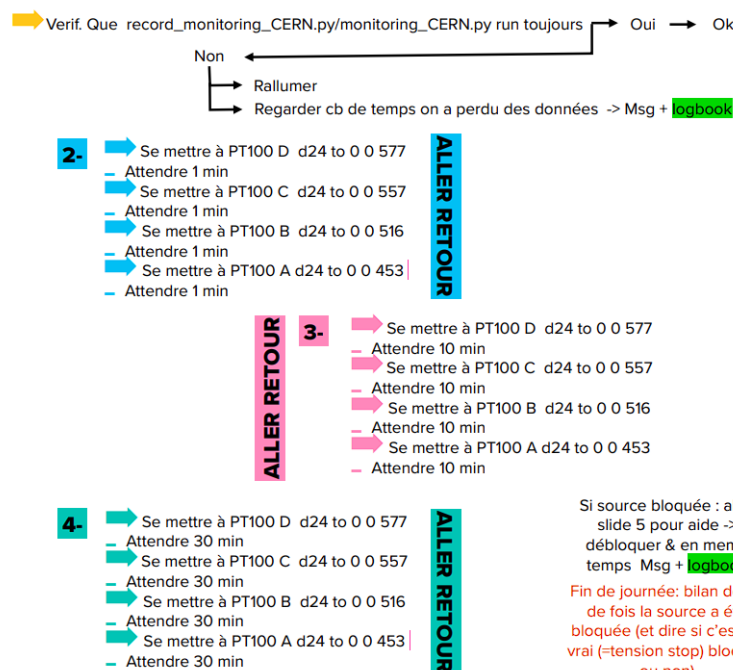 Verif. Que record_monitoring_CERN.py/monitoring_CERN.py run toujours Oui Ok
Non
Rallumer
Regarder cb de temps on a perdu des données -> Msg + logbook
2-
Se mettre à PT100 D d24 to 0 0 577
Attendre 1 min
Se mettre à PT100 C d24 to 0 0 557
Attendre 1 min
Se mettre à PT100 B d24 to 0 0 516
Attendre 1 min
Se mettre à PT100 A d24 to 0 0 453
Attendre 1 min
ALLER RETOUR
ALLER RETOUR
3-
Se mettre à PT100 D d24 to 0 0 577
Attendre 10 min
Se mettre à PT100 C d24 to 0 0 557
Attendre 10 min
Se mettre à PT100 B d24 to 0 0 516
Attendre 10 min
Se mettre à PT100 A d24 to 0 0 453
Attendre 10 min
4-
Se mettre à PT100 D d24 to 0 0 577
Attendre 30 min
Se mettre à PT100 C d24 to 0 0 557
Attendre 30 min
Se mettre à PT100 B d24 to 0 0 516
Attendre 30 min
Se mettre à PT100 A d24 to 0 0 453
Attendre 30 min
ALLER RETOUR
Si source bloquée : a
slide 5 pour aide ->
débloquer & en
temps Msg +
Fin de journée: bilan
de fois la source a
bloquée (et dire si
vrai (=tension stop)
ou non)